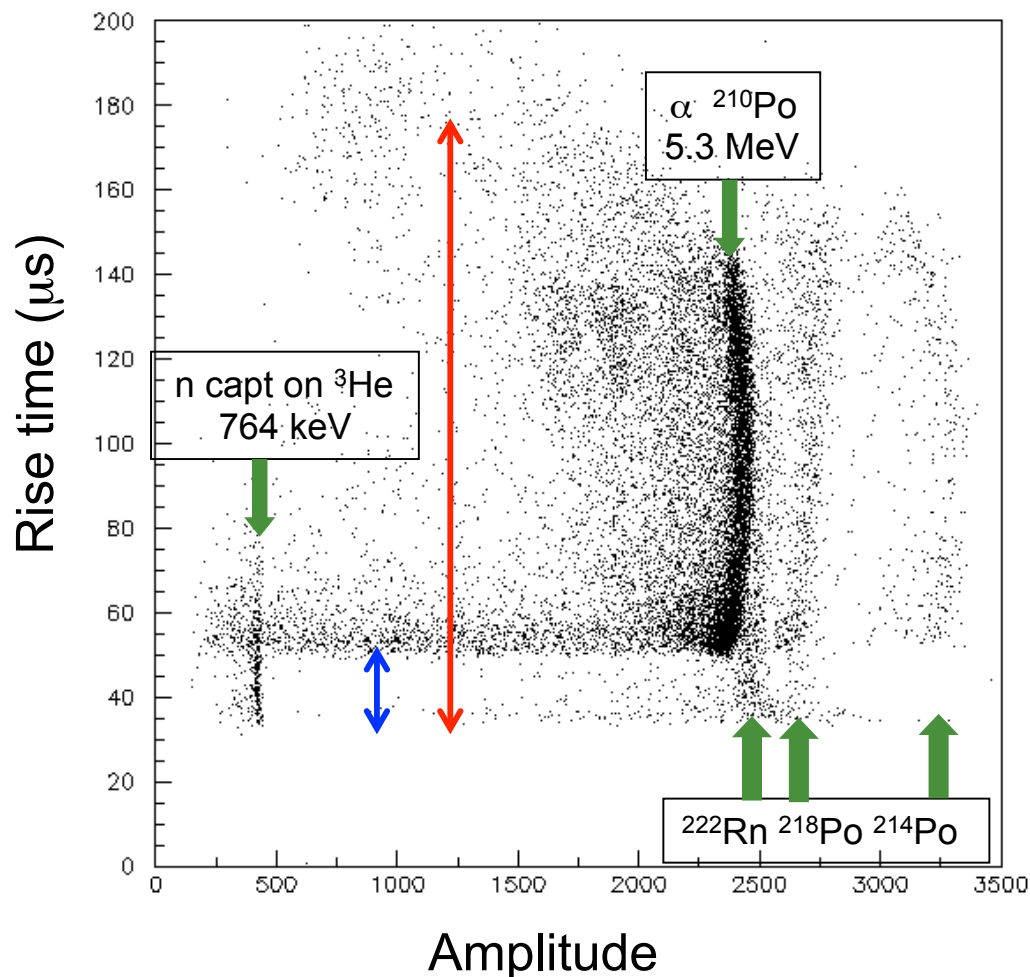 200
180
160
140
120
100
80
60
40
20
0
Rise time (μs)
α ²¹⁰Po
5.3 MeV
n capt on ³He
764 keV
²²²Rn ²¹⁸Po ²¹⁴Po
0 500 1000 1500 2000 2500 3000 3500
Amplitude